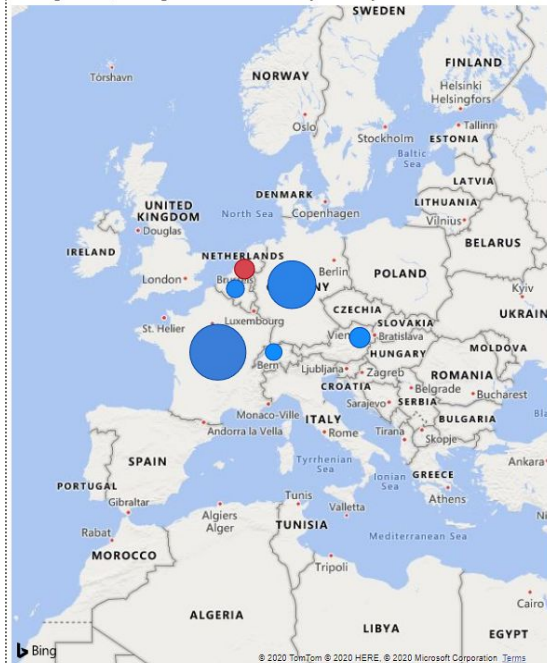 SWEDEN
Tórshavn
NORWAY
FINLAND
Helsinki
Helsingfors
Oslo
Stockholm
Tallinn
ESTONIA
Baltic
Sea
LATVIA
DENMARK
LITHUANIA
UNITED
KINGDOM
North Sea
Copenhagen
Vilnius
Douglas
BELARUS
IRELAND
NETHERLANDS
Berlin
POLAND
London
Kyiv
CZECHIA
UKRAIN
St. Helier
Luxembourg
SLOVAKIA
Bratislava
Bern
HUNGARY
MOLDOVA
Ljubljana
Zagreb
ROMANIA
CROATIA
Belgrade
Bucharest
Monaco-Ville
Sarajevo
SERBIA
Andorra la Vella
ITALY
BULGARIA
Rome
Tirana
Skopje
SPAIN
Tyrrhenian
Sea
Ankara
PORTUGAL
Ionian
Sea
GREECE
Athens
Gibraltar
Algiers
Alger
Tunis
Valletta
Rabat
TUNISIA
MOROCCO
Mediterranean Sea
Tripoli
Cairo
ALGERIA
LIBYA
EGYPT
Bing
© 2020 TomTom © 2020 HERE, © 2020 Microsoft Corporation Terms